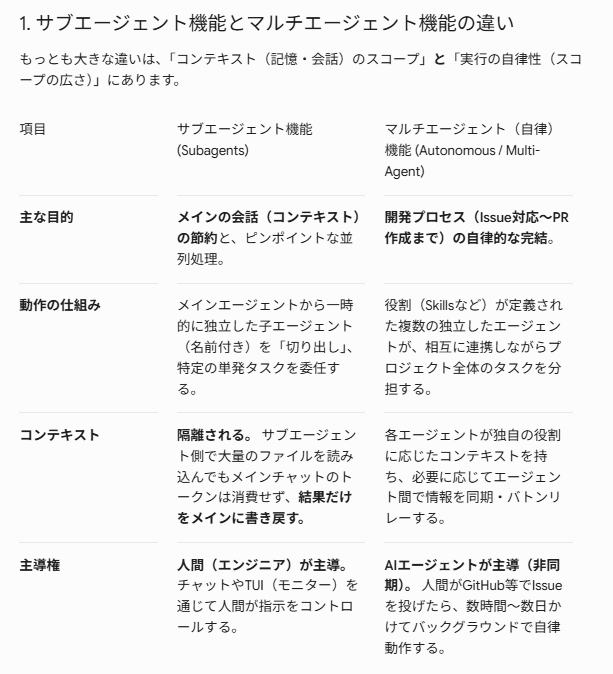 1. サブエージェント機能とマルチエージェント機能の違い
もっとも大きな違いは、「コンテキスト（記憶・会話）のスコープ」と「実行の自律性（スコ
ープの広さ）」にあります。
項目
サブエージェント機能
(Subagents)
マルチエージェント（自律）
機能 (Autonomous / Multi-
Agent)
主な目的
メインの会話（コンテキスト）
の節約と、ピンポイントな並
列処理。
開発プロセス（Issue対応〜PR
作成まで）の自律的な完結。
動作の仕組み
メインエージェントから一時
的に独立した子エージェント
（名前付き）を「切り出し」、
特定の単発タスクを委任す
る。
役割（Skillsなど）が定義され
た複数の独立したエージェン
トが、相互に連携しながらプ
ロジェクト全体のタスクを分
担する。
コンテキスト
隔離される。 サブエージェン
ト側で大量のファイルを読み
込んでもメインチャットのト
ークンは消費せず、結果だけ
をメインに書き戻す。
各エージェントが独自の役割
に応じたコンテキストを持
ち、必要に応じてエージェン
ト間で情報を同期・バトンリ
レーする。
主導権
人間（エンジニア）が主導。
チャットやTUI（モニター）を
通じて人間が指示をコントロ
ールする。
AIエージェントが主導（非同
期）。 人間がGitHub等でIssue
を投げたら、数時間〜数日か
けてバックグラウンドで自律
動作する。